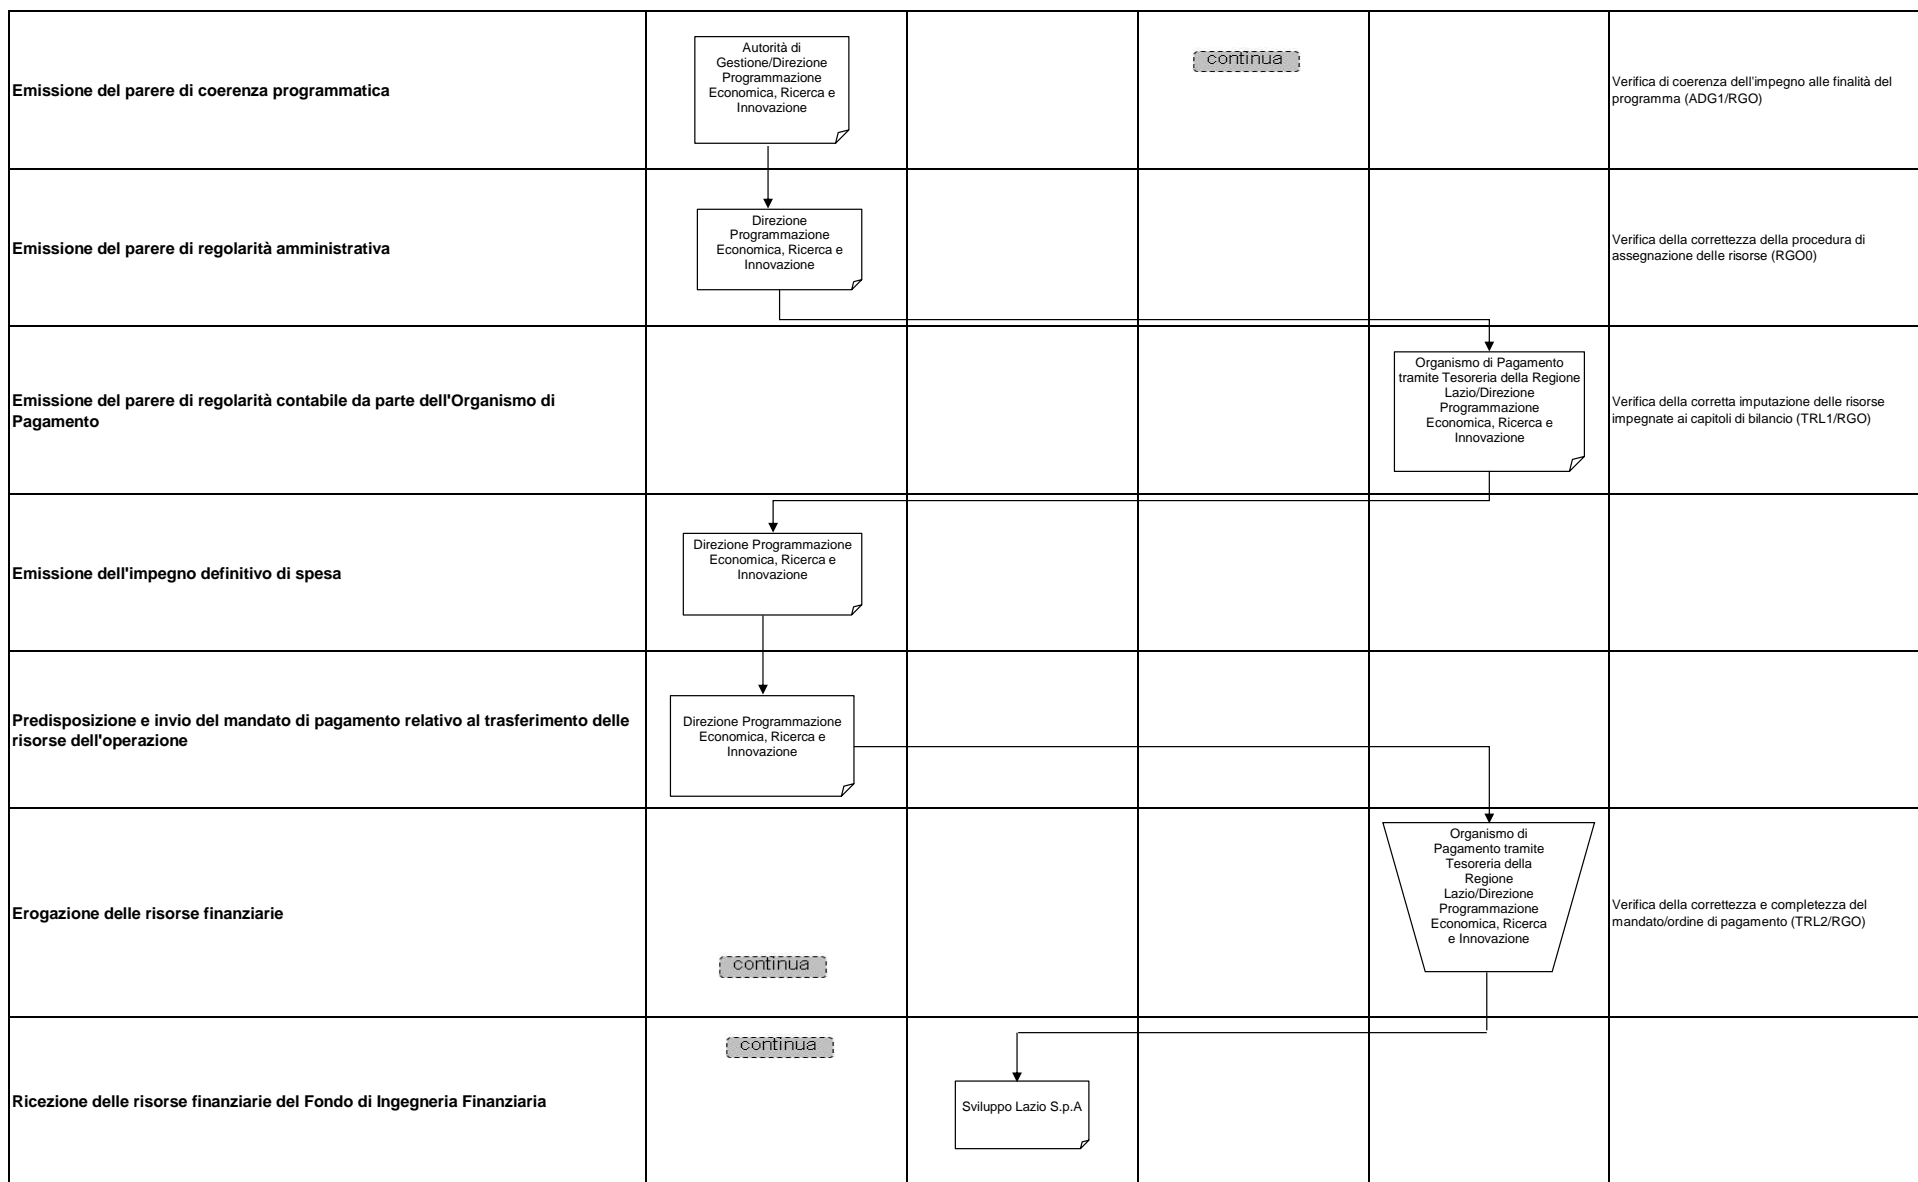 Emissione del parere di coerenza programmatica
Autorità di
Gestione/Direzione
Programmazione
Economica, Ricerca e
Innovazione
continua
Verifica di coerenza dell'impegno alle finalità del
programma (ADG1/RGO)
Emissione del parere di regolarità amministrativa
Direzione
Programmazione
Economica, Ricerca e
Innovazione
Verifica della correttezza della procedura di
assegnazione delle risorse (RGO0)
Emissione del parere di regolarità contabile da parte dell'Organismo di
Pagamento
Organismo di Pagamento
tramite Tesoreria della Regione
Lazio/Direzione
Programmazione
Economica, Ricerca e
Innovazione
Verifica della corretta imputazione delle risorse
impegnate ai capitoli di bilancio (TRL1/RGO)
Emissione dell'impegno definitivo di spesa
Direzione Programmazione
Economica, Ricerca e
Innovazione
Predisposizione e invio del mandato di pagamento relativo al trasferimento delle
risorse dell'operazione
Direzione Programmazione
Economica, Ricerca e
Innovazione
Erogazione delle risorse finanziarie
continua
Organismo di
Pagamento tramite
Tesoreria della
Regione
Lazio/Direzione
Programmazione
Economica, Ricerca
e Innovazione
Verifica della correttezza e completezza del
mandato/ordine di pagamento (TRL2/RGO)
Ricezione delle risorse finanziarie del Fondo di Ingegneria Finanziaria
continua
Sviluppo Lazio S.p.A